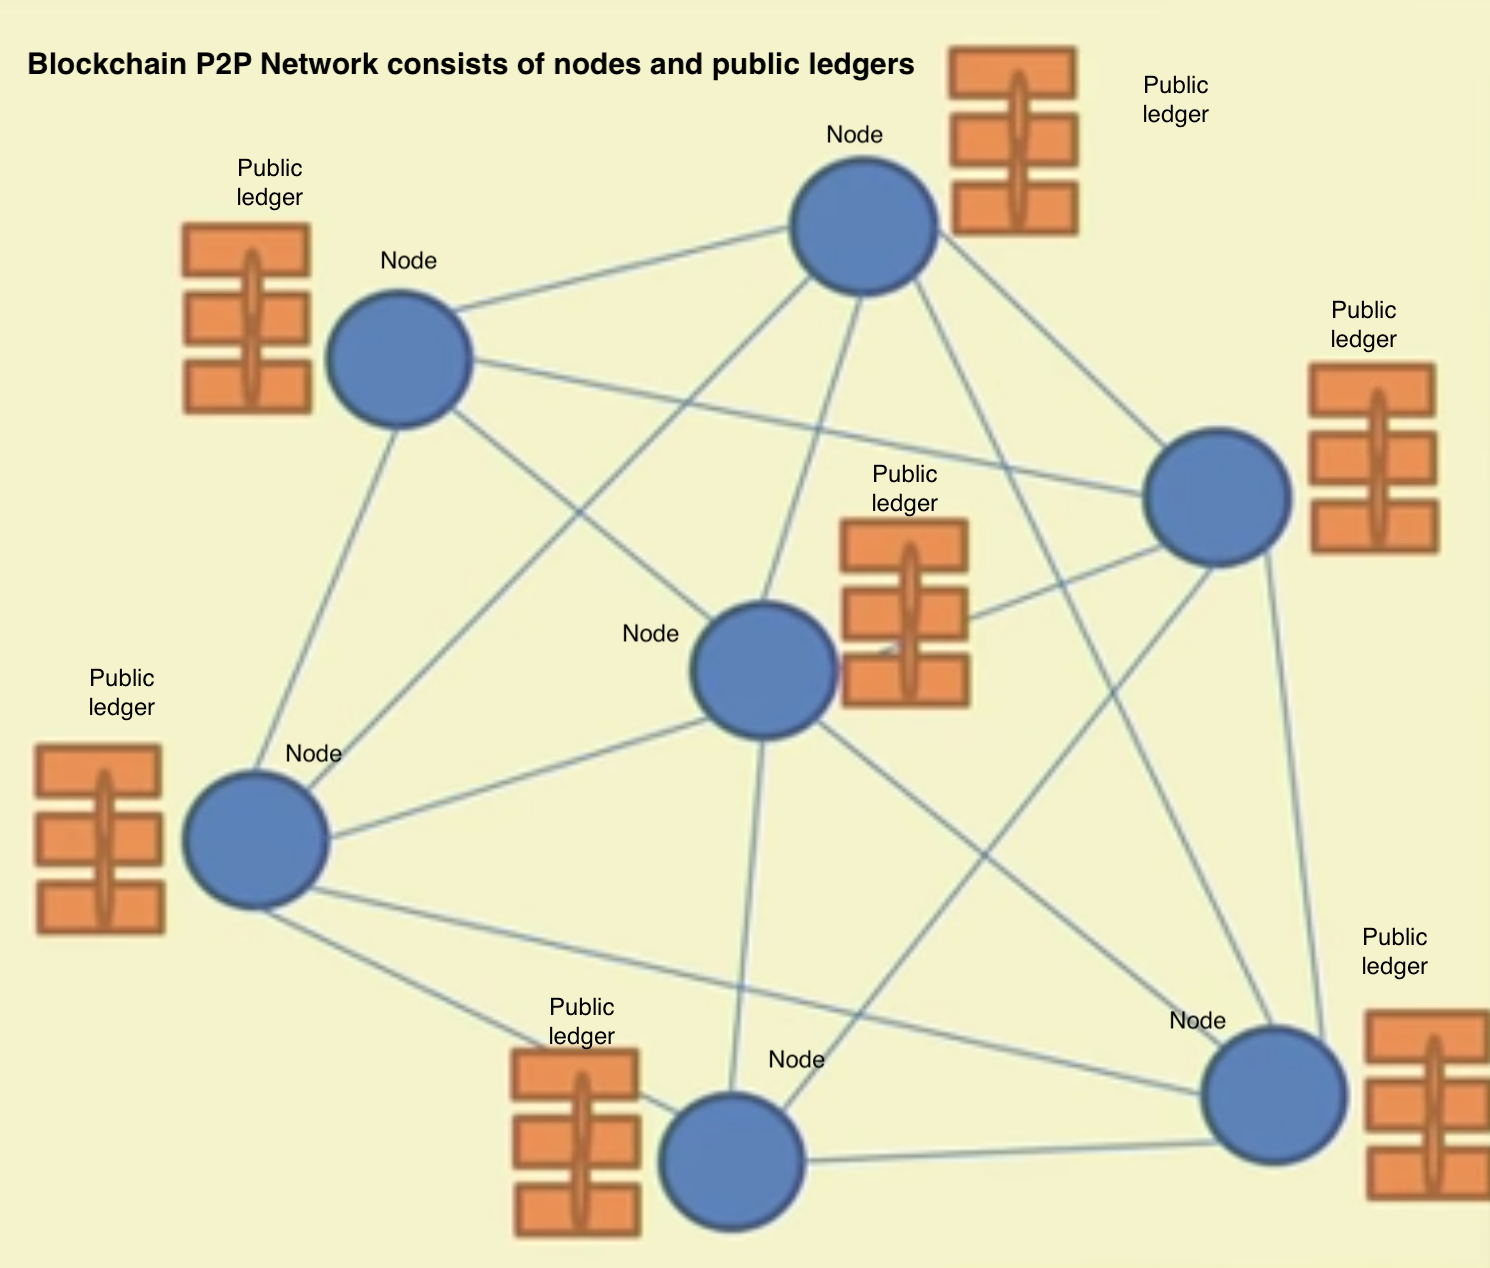 Blockchain P2P Network consists of nodes and public ledgers
Public
ledger
Node
Public
ledger
Node
Public
ledger
Public
ledger
Node
Public
ledger
Node
Public
ledger
Node
Public
ledger
Node